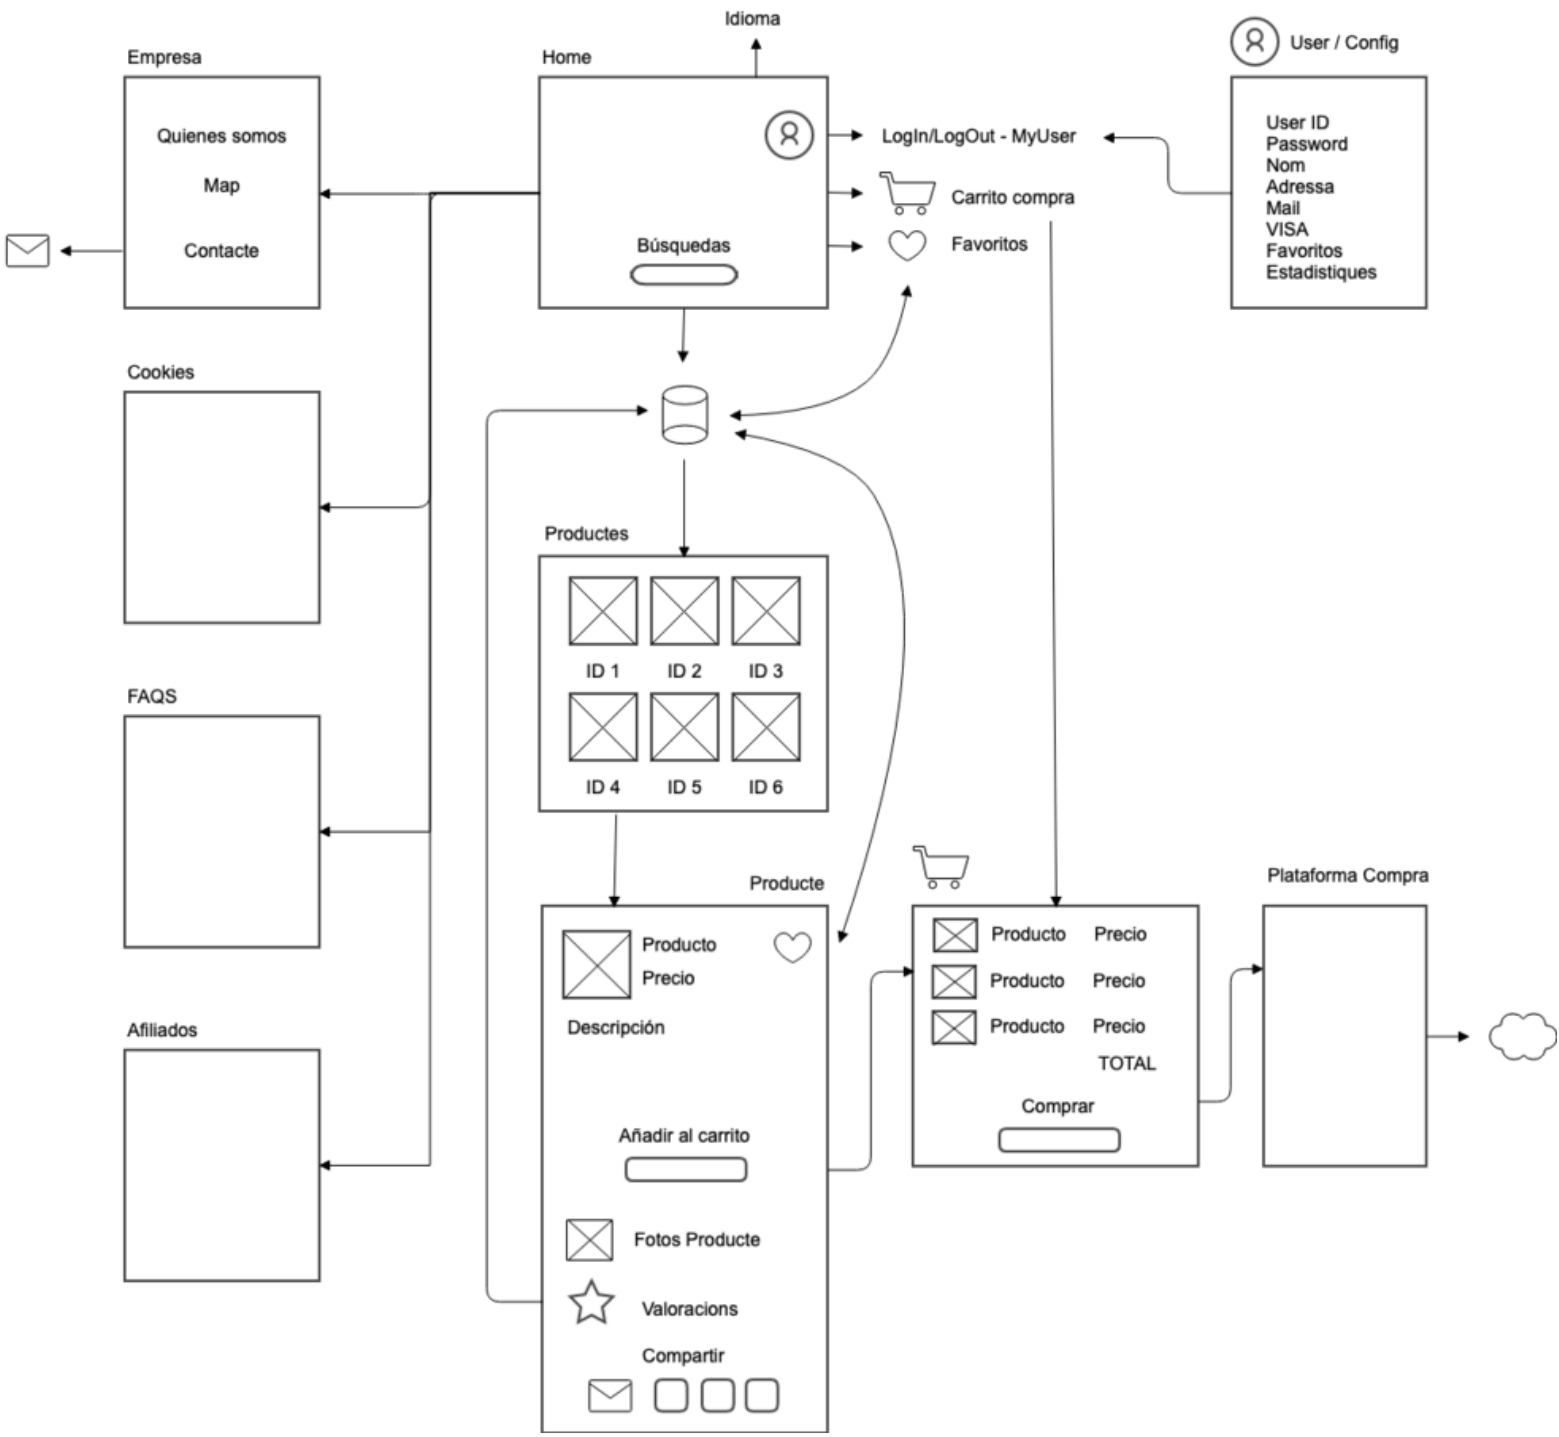 Idioma
User / Config
Empresa
Home
Quienes somos
Map
Contacte
Búsquedas
LogIn/LogOut - MyUser
Carrito compra
Favoritos
User ID
Password
Nom
Adressa
Mail
VISA
Favoritos
Estadistiques
Cookies
Productes
ID 1 ID 2 ID 3
ID 4 ID 5 ID 6
FAQS
Afiliados
Producte
Producto
Precio
Descripción
Añadir al carrito
Fotos Producte
Valoracions
Compartir
Producto Precio
Producto Precio
Producto Precio
TOTAL
Comprar
Plataforma Compra